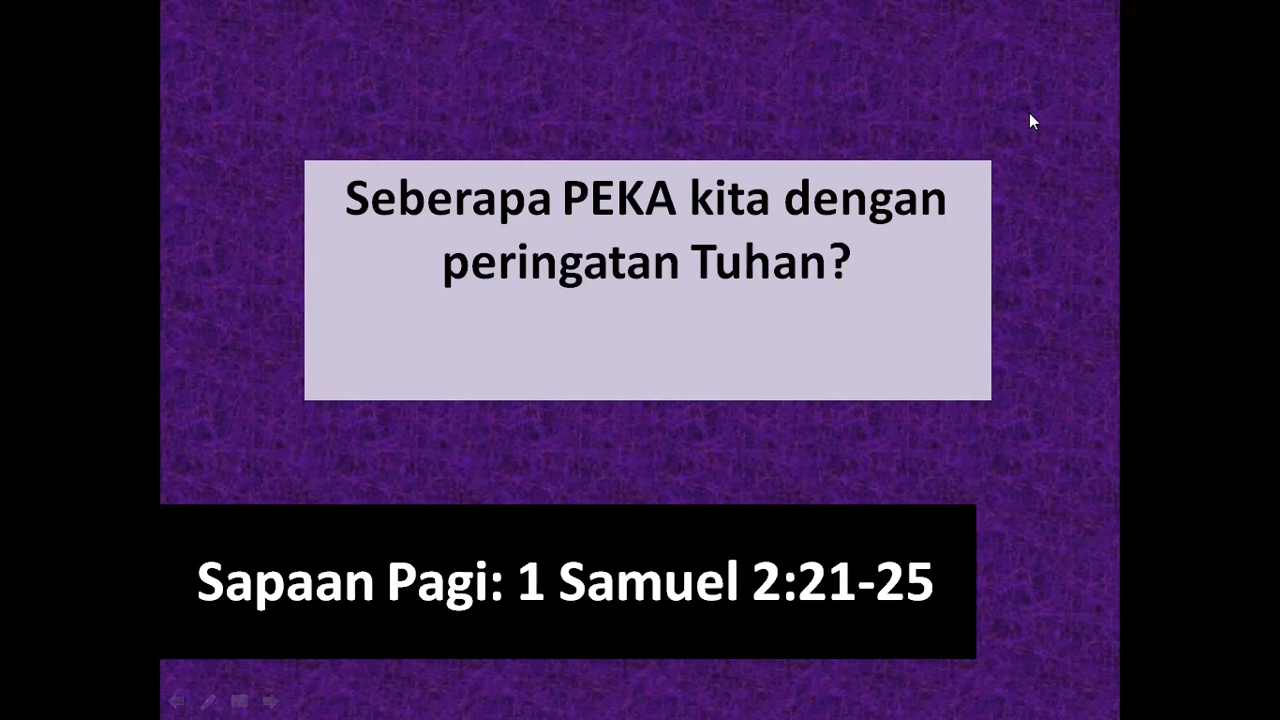 Seberapa PEKA kita dengan
peringatan Tuhan?
Sapaan Pagi: 1 Samuel 2:21-25